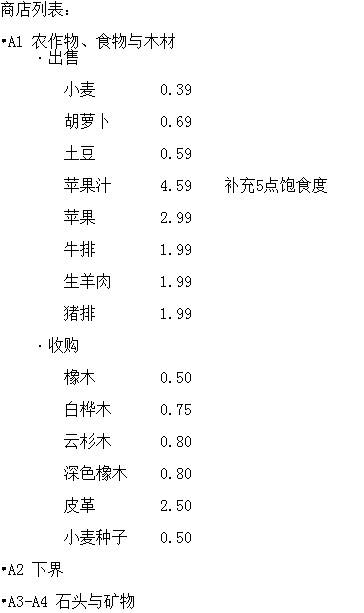 商店列表:
•A1 农作物、食物与木材
·出售
小麦 0.39
胡萝卜 0.69
土豆 0.59
苹果汁 4.59 补充5点饱食度
苹果 2.99
牛排 1.99
生羊肉 1.99
猪排 1.99
·收购
橡木 0.50
白桦木 0.75
云杉木 0.80
深色橡木 0.80
皮革 2.50
小麦种子 0.50
•A2 下界
•A3-A4 石头与矿物